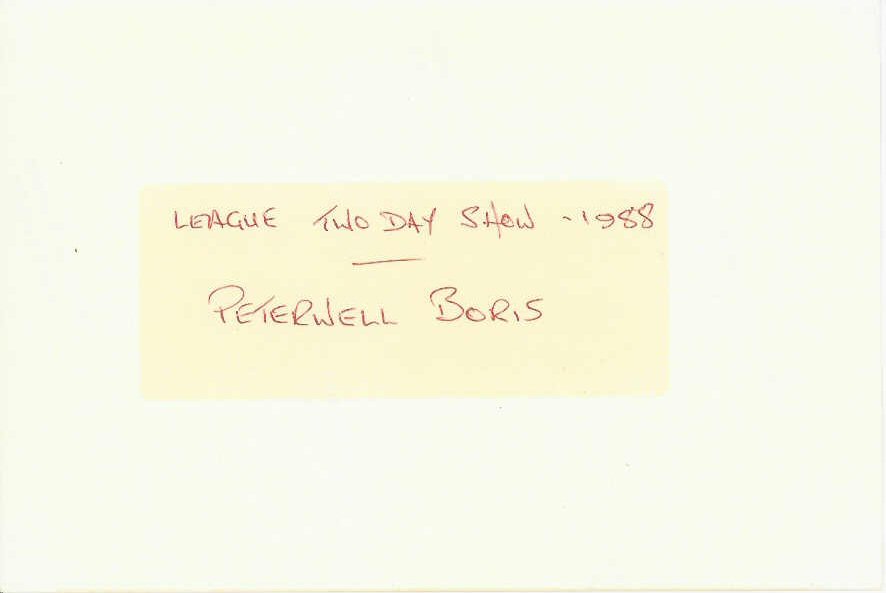 LEAGUE TWO DAY SHOW - 1988
PETERWELL BORIS